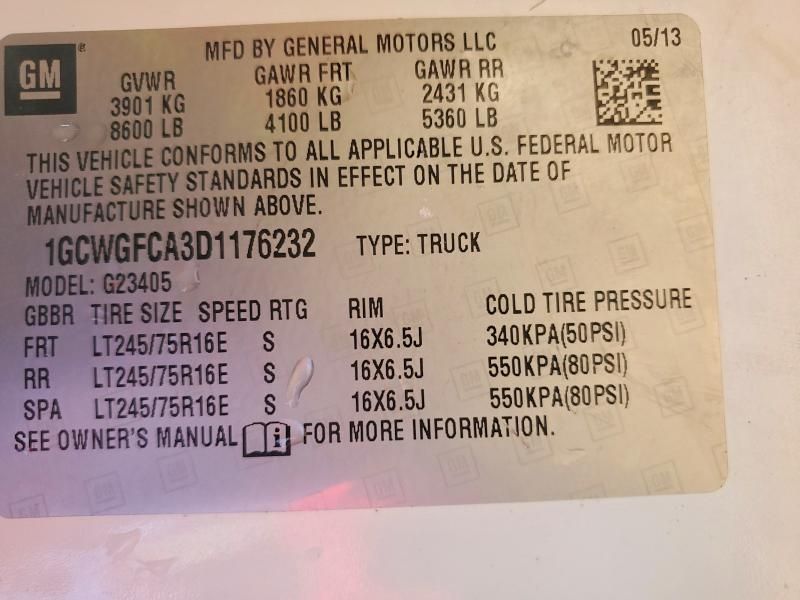 GM
MFD BY GENERAL MOTORS LLC 05/13
GVWR GAWR FRT GAWR RR
3901 KG 1860 KG 2431 KG
8600 LB 4100 LB 5360 LB
THIS VEHICLE CONFORMS TO ALL APPLICABLE U.S. FEDERAL MOTOR
VEHICLE SAFETY STANDARDS IN EFFECT ON THE DATE OF
MANUFACTURE SHOWN ABOVE.
1GCWGFCA3D1176232 TYPE: TRUCK
MODEL: G23405
GBBR TIRE SIZE SPEED RTG RIM COLD TIRE PRESSURE
FRT LT245/75R16E S 16X6.5J 340KPA(50PSI)
RR LT245/75R16E S 16X6.5J 550KPA(80PSI)
SPA LT245/75R16E S 16X6.5J 550KPA(80PSI)
SEE OWNER'S MANUAL FOR MORE INFORMATION.